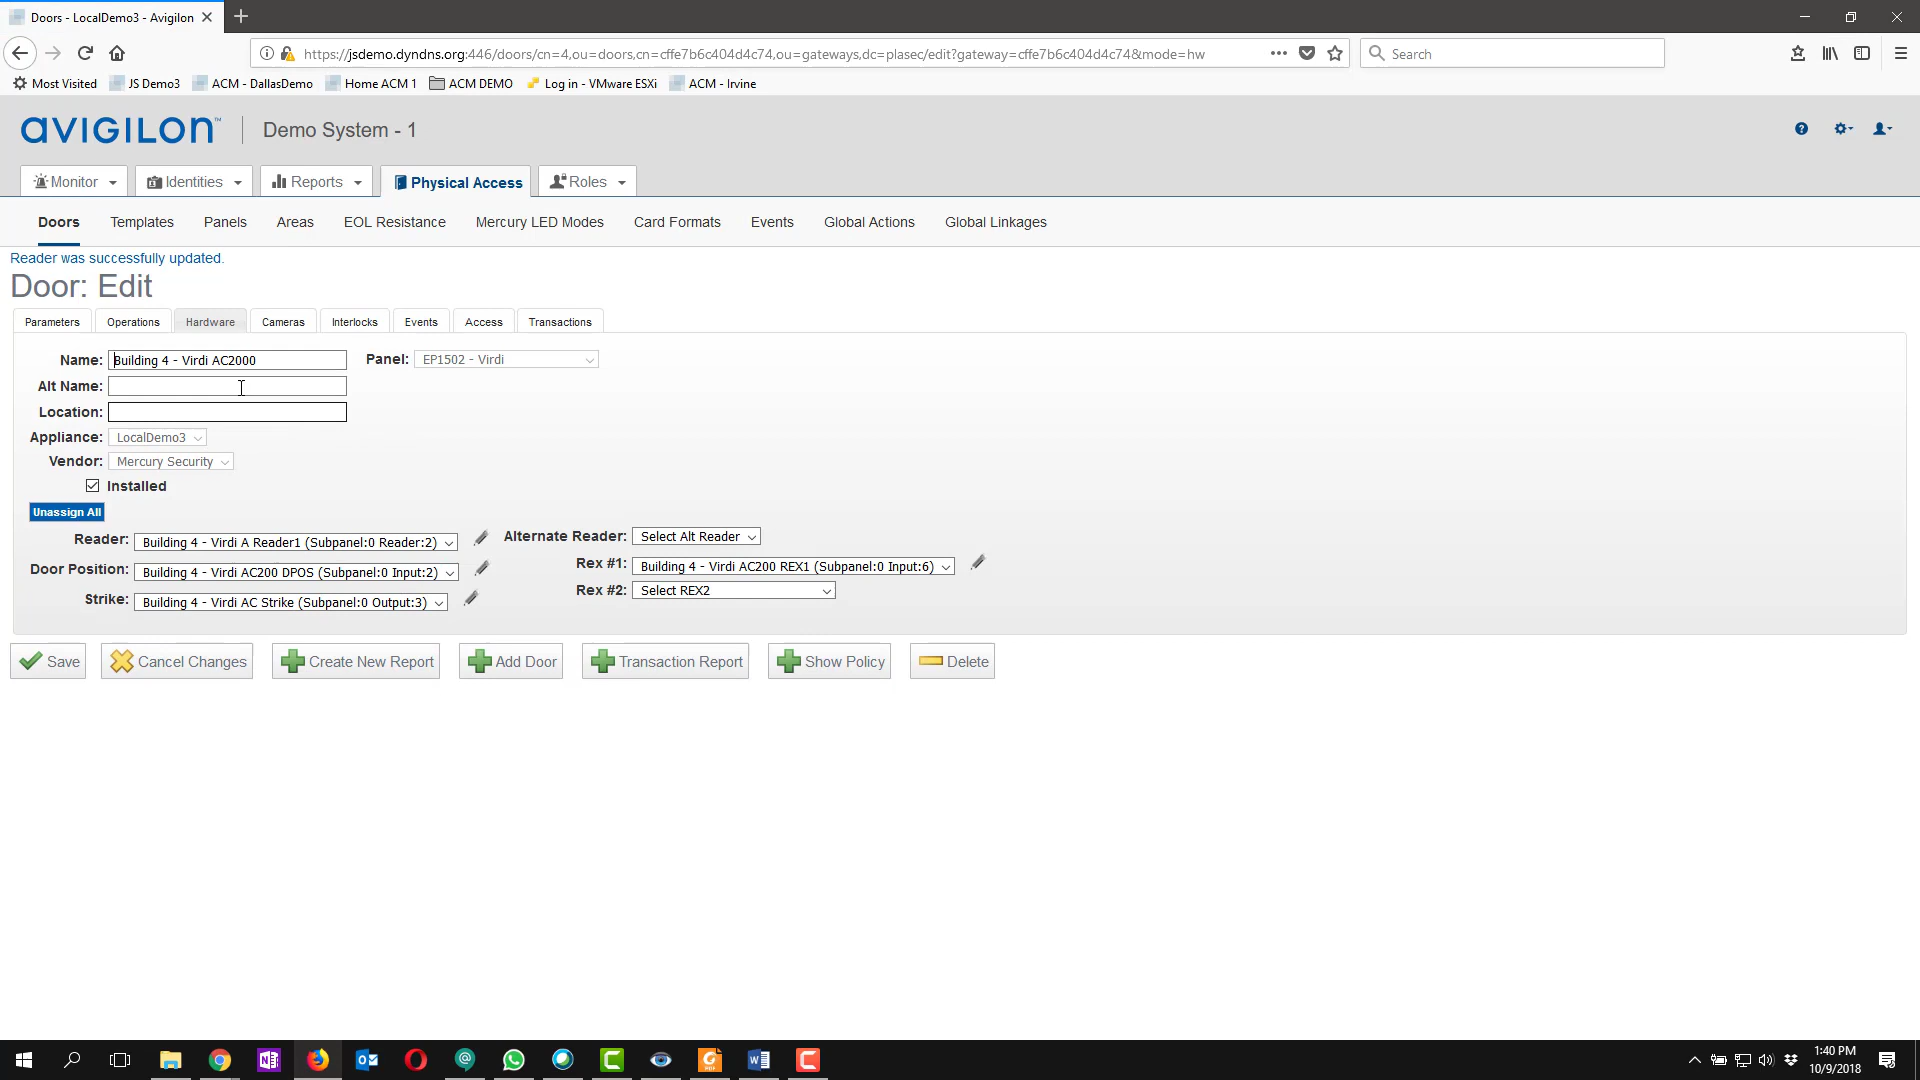 Doors - LocalDemo3 - Avigilon
https://jsdemo.dyndns.org:446/doors/cn=4,ou=doors,cn=cffe7b6c404d4c74,ou=gateways,dc=plasec/edit?gateway=cffe7b6c404d4c74&mode=hw
Search
Most Visited JS Demo3 ACM - DallasDemo Home ACM 1 ACM DEMO Log in - VMware ESXi ACM - Irvine
AVIGILON™ Demo System - 1
Monitor Identities Reports Physical Access Roles
Doors Templates Panels Areas EOL Resistance Mercury LED Modes Card Formats Events Global Actions Global Linkages
Reader was successfully updated.
Door: Edit
Parameters Operations Hardware Cameras Interlocks Events Access Transactions
Name: Building 4 - Virdi AC2000 Panel: EP1502 - Virdi
Alt Name:
Location:
Appliance: LocalDemo3
Vendor: Mercury Security
Installed
Unassign All
Reader: Building 4 - Virdi A Reader1 (Subpanel:0 Reader:2) Alternate Reader: Select Alt Reader
Door Position: Building 4 - Virdi AC200 DPOS (Subpanel:0 Input:2) Rex #1: Building 4 - Virdi AC200 REX1 (Subpanel:0 Input:6)
Strike: Building 4 - Virdi AC Strike (Subpanel:0 Output:3) Rex #2: Select REX2
Save Cancel Changes Create New Report Add Door Transaction Report Show Policy Delete
1:40 PM
10/9/2018